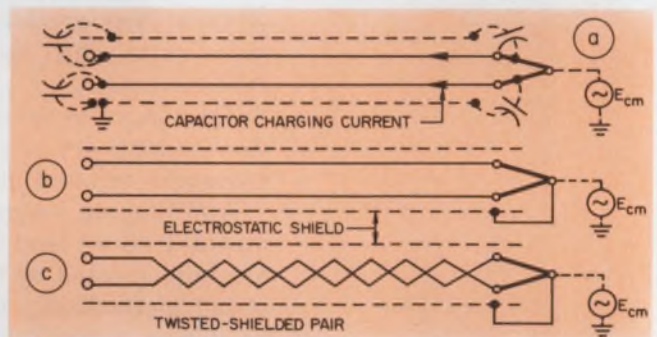 a
Ecm
CAPACITOR CHARGING CURRENT
b
Ecm
ELECTROSTATIC SHIELD
c
Ecm
TWISTED-SHIELDED PAIR